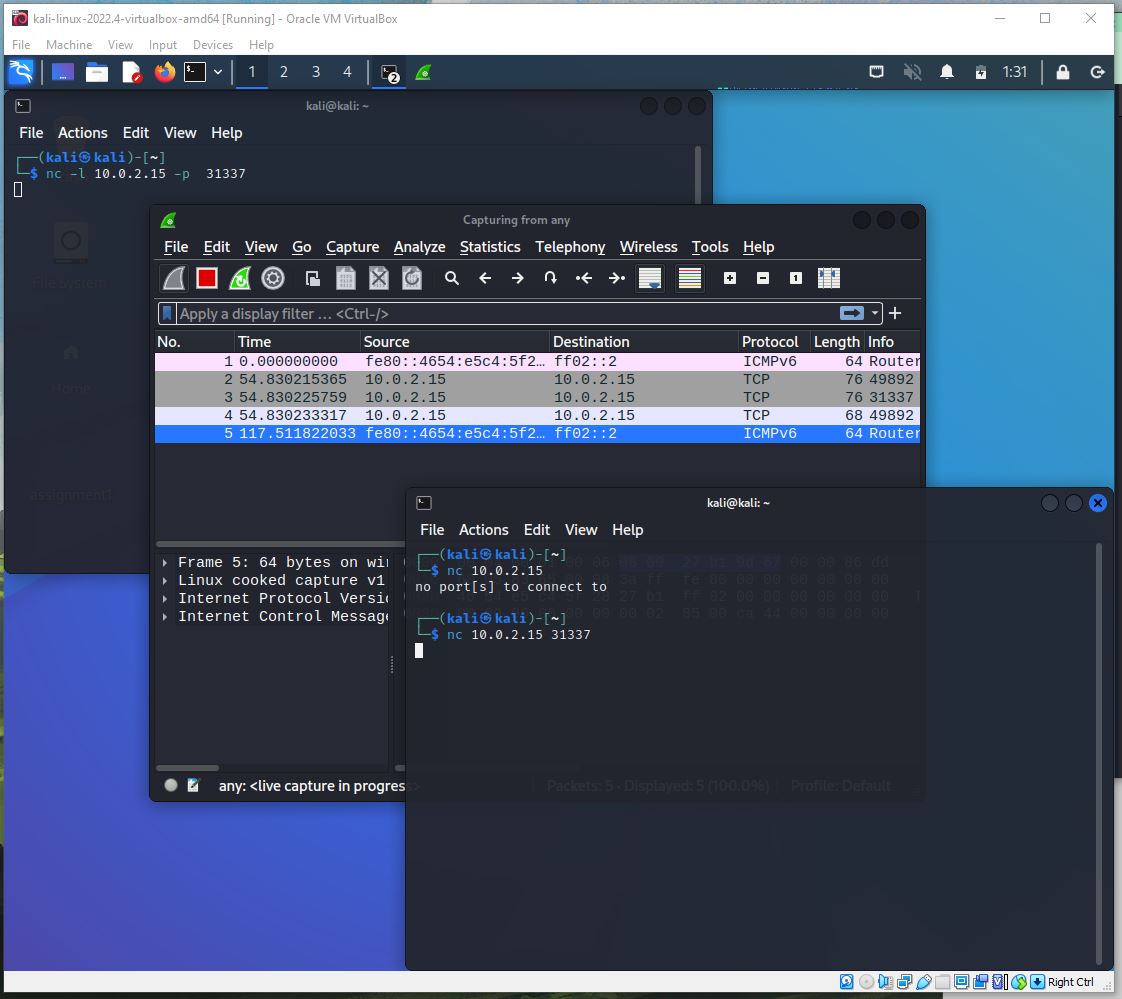 kali-linux-2022.4-virtualbox-amd64 [Running] - Oracle VM VirtualBox
File Machine View Input Devices Help
1 2 3 4 2 1:31
kali@kali: ~
File Actions Edit View Help
┌──(kali㉿kali)-[~]
└─$ nc -l 10.0.2.15 -p  31337
File System
Home
assignment1
Capturing from any
File Edit View Go Capture Analyze Statistics Telephony Wireless Tools Help
Apply a display filter … <Ctrl-/>
No. Time Source Destination Protocol Length Info
1 0.000000000 fe80::4654:e5c4:5f2… ff02::2 ICMPv6 64 Router
2 54.830215365 10.0.2.15 10.0.2.15 TCP 76 49892
3 54.830225759 10.0.2.15 10.0.2.15 TCP 76 31337
4 54.830233317 10.0.2.15 10.0.2.15 TCP 68 49892
5 117.511822033 fe80::4654:e5c4:5f2… ff02::2 ICMPv6 64 Router
Frame 5: 64 bytes on wir
Linux cooked capture v1
Internet Protocol Versio
Internet Control Message
any: <live capture in progress>
Packets: 5 · Displayed: 5 (100.0%)
Profile: Default
kali@kali: ~
File Actions Edit View Help
┌──(kali㉿kali)-[~]
└─$ nc 10.0.2.15
no port[s] to connect to
┌──(kali㉿kali)-[~]
└─$ nc 10.0.2.15 31337
Right Ctrl